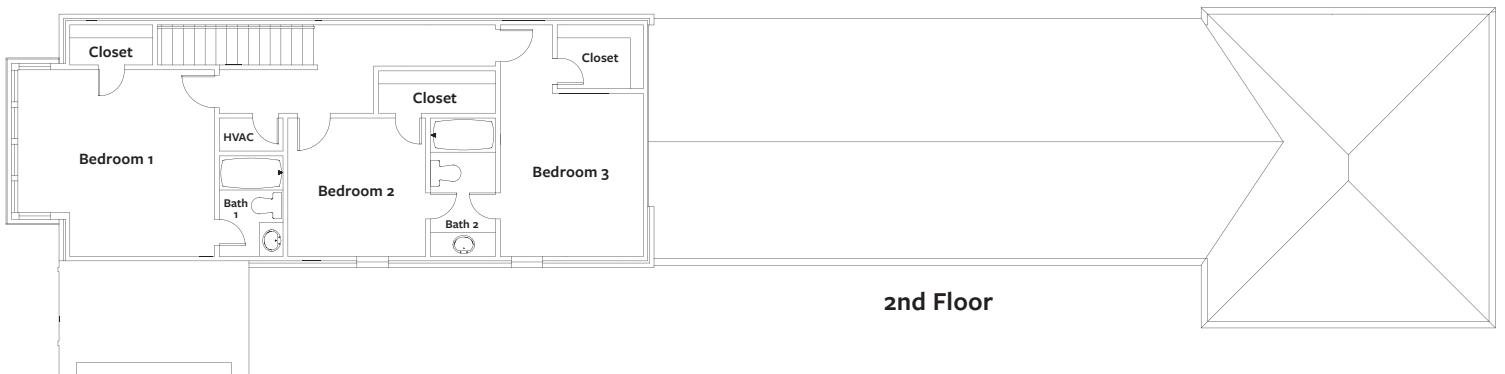 Closet
Closet
Closet
HVAC
Bedroom 1
Bedroom 2
Bedroom 3
Bath
1
Bath 2
2nd Floor